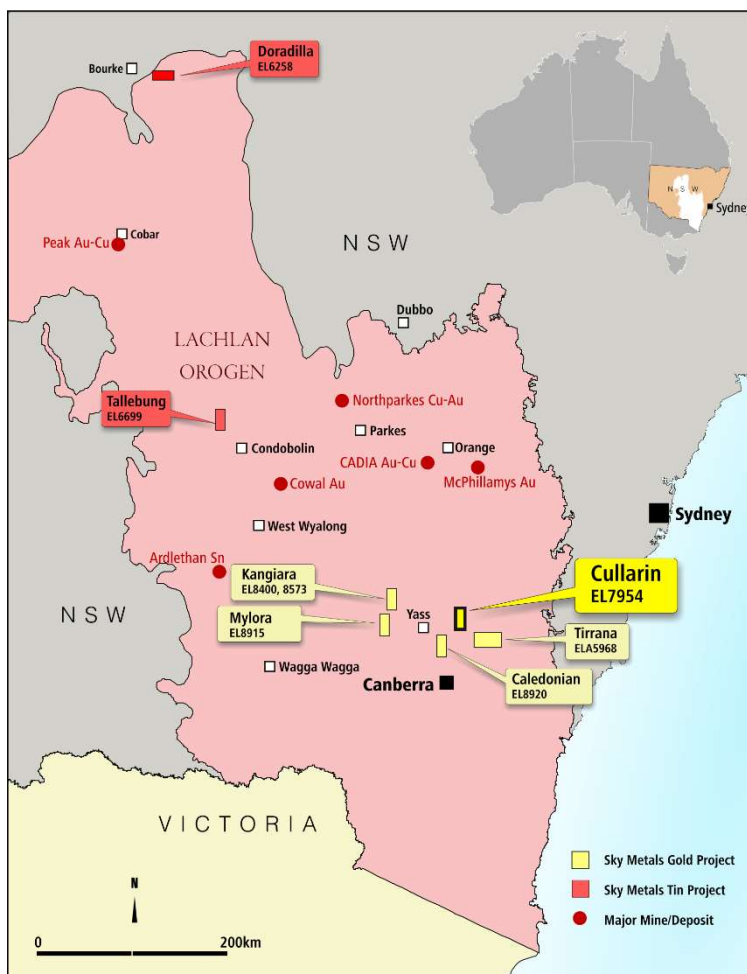 Doradilla
EL6258
Bourke
N S W
Sydney
Cobar
Peak Au-Cu
NSW
Dubbo
LACHLAN
OROGEN
Tallebung
EL6699
Northparkes Cu-Au
Parkes
Condobolin
Orange
CADIA Au-Cu
McPhillamys Au
Cowal Au
West Wyalong
Sydney
Ardlethan Sn
Kangiara
EL8400, 8573
Cullarin
EL7954
NSW
Mylora
EL8915
Yass
Tirrana
ELA5968
Wagga Wagga
Canberra
Caledonian
EL8920
VICTORIA
Sky Metals Gold Project
Sky Metals Tin Project
Major Mine/Deposit
N
0
200km